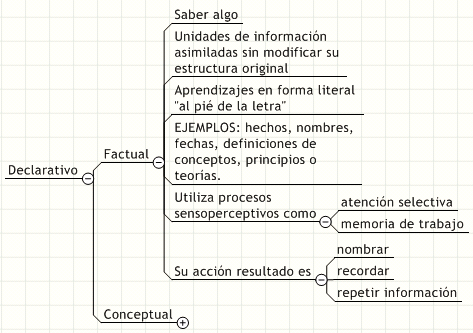 Declarativo
Factual
Saber algo
Unidades de información
asimiladas sin modificar su
estructura original
Aprendizajes en forma literal
"al pié de la letra"
EJEMPLOS: hechos, nombres,
fechas, definiciones de
conceptos, principios o
teorías.
Utiliza procesos
sensoperceptivos como
atención selectiva
memoria de trabajo
Su acción resultado es
nombrar
recordar
repetir información
Conceptual